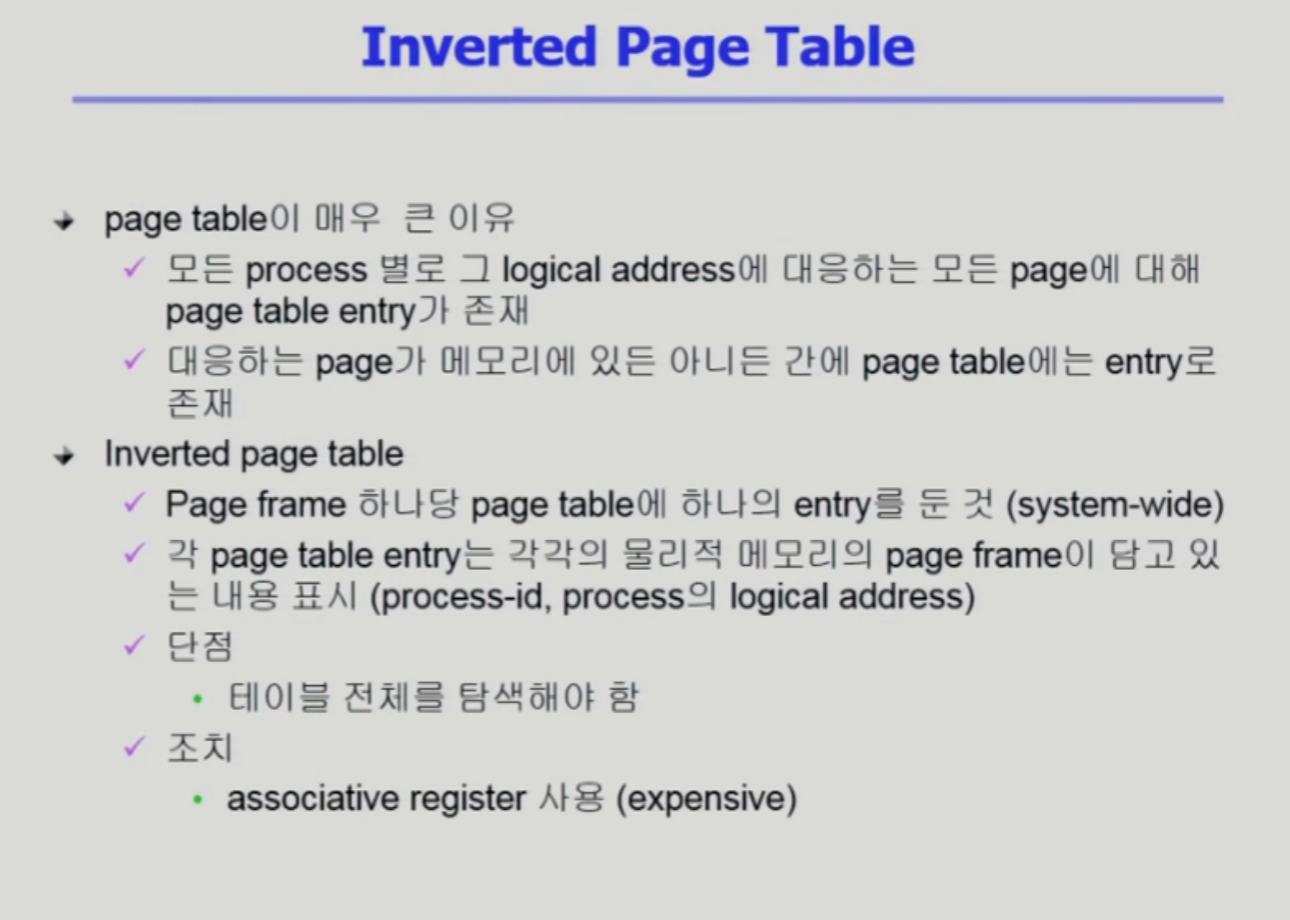 Inverted Page Table
page table이 매우 큰 이유
모든 process 별로 그 logical address에 대응하는 모든 page에 대해
page table entry가 존재
대응하는 page가 메모리에 있든 아니든 간에 page table에는 entry로
존재
Inverted page table
Page frame 하나당 page table에 하나의 entry를 둔 것 (system-wide)
각 page table entry는 각각의 물리적 메모리의 page frame이 담고 있
는 내용 표시 (process-id, process의 logical address)
단점
테이블 전체를 탐색해야 함
조치
associative register 사용 (expensive)